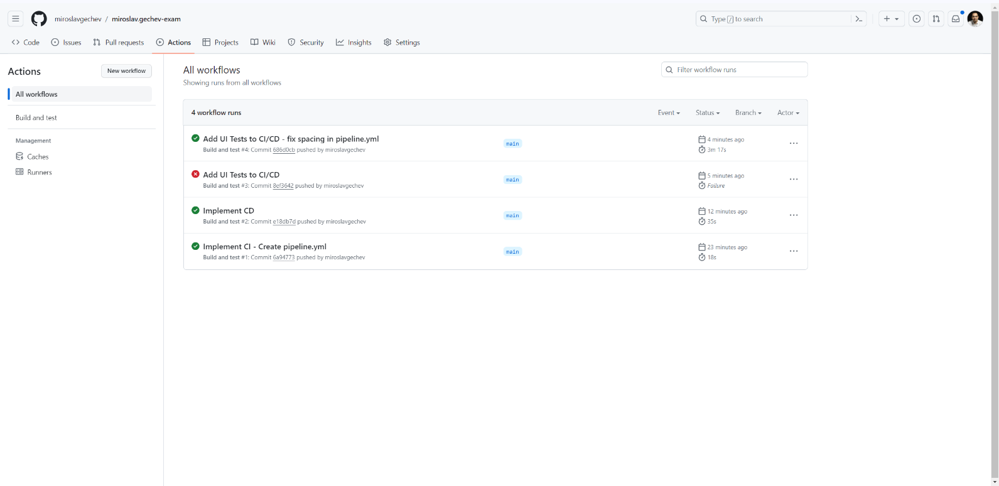 miroslavgechev / miroslav.gechev-exam
Type / to search
Code Issues Pull requests Actions Projects Wiki Security Insights Settings
Actions
New workflow
All workflows
Build and test
Management
Caches
Runners
All workflows
Showing runs from all workflows
Filter workflow runs
4 workflow runs
Event Status Branch Actor
Add UI Tests to CI/CD - fix spacing in pipeline.yml
Build and test #4: Commit 686d0cb pushed by miroslavgechev
main
4 minutes ago
3m 17s
Add UI Tests to CI/CD
Build and test #3: Commit 8ef3642 pushed by miroslavgechev
main
5 minutes ago
Failure
Implement CD
Build and test #2: Commit e18db7d pushed by miroslavgechev
main
12 minutes ago
35s
Implement CI - Create pipeline.yml
Build and test #1: Commit 6a94773 pushed by miroslavgechev
main
23 minutes ago
18s